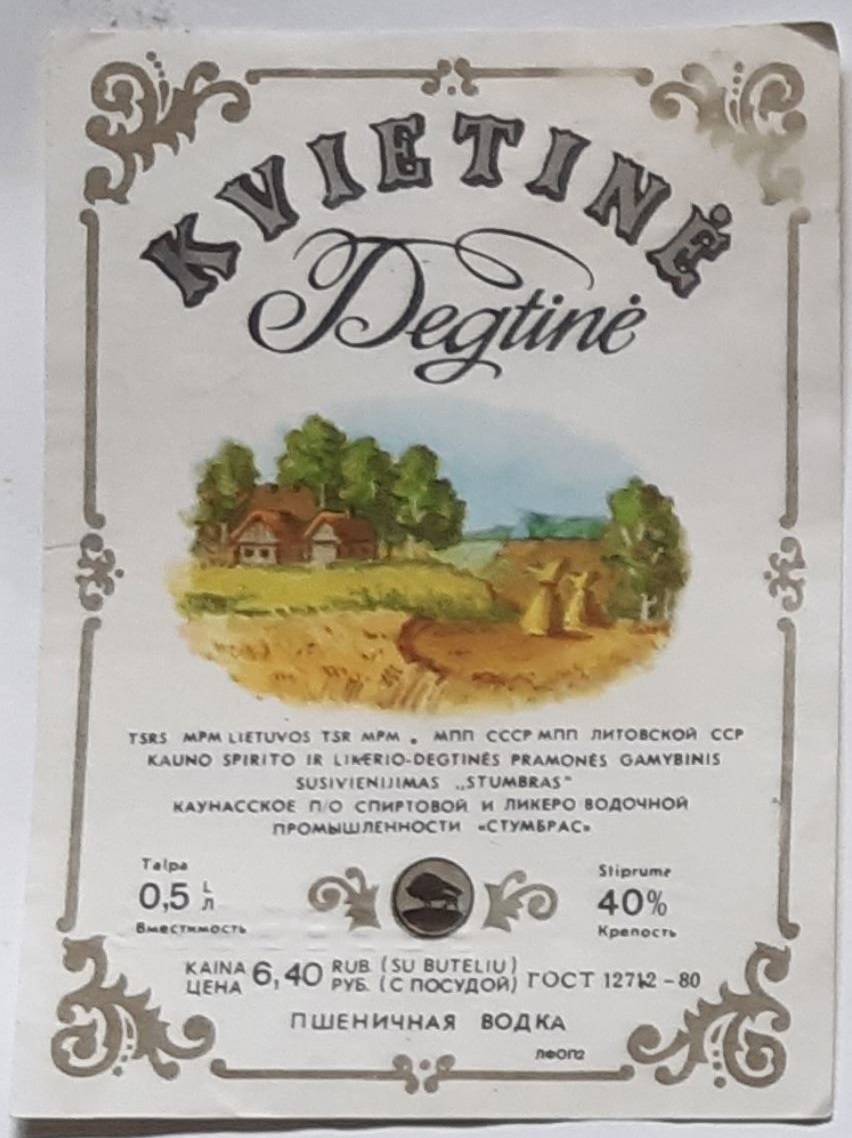 KVIETINĖ
Degtinė
TSRS MPM LIETUVOS TSR MPM . МПП СССР МПП ЛИТОВСКОЙ ССР
KAUNO SPIRITO IR LIKERIO-DEGTINĖS PRAMONĖS GAMYBINIS
SUSIVIENIJIMAS „STUMBRAS"
КАУНАССКОЕ П/О СПИРТОВОЙ И ЛИКЕРО ВОДОЧНОЙ
ПРОМЫШЛЕННОСТИ «СТУМБРАС»
Talpa
0,5 L
Л
Вместимость
Stiprume
40%
Крепость
KAINA 6,40 RUB. (SU BUTELIU)
ЦЕНА РУБ. (С ПОСУДОЙ) ГОСТ 12712-80
ПШЕНИЧНАЯ ВОДКА
ЛФОП2